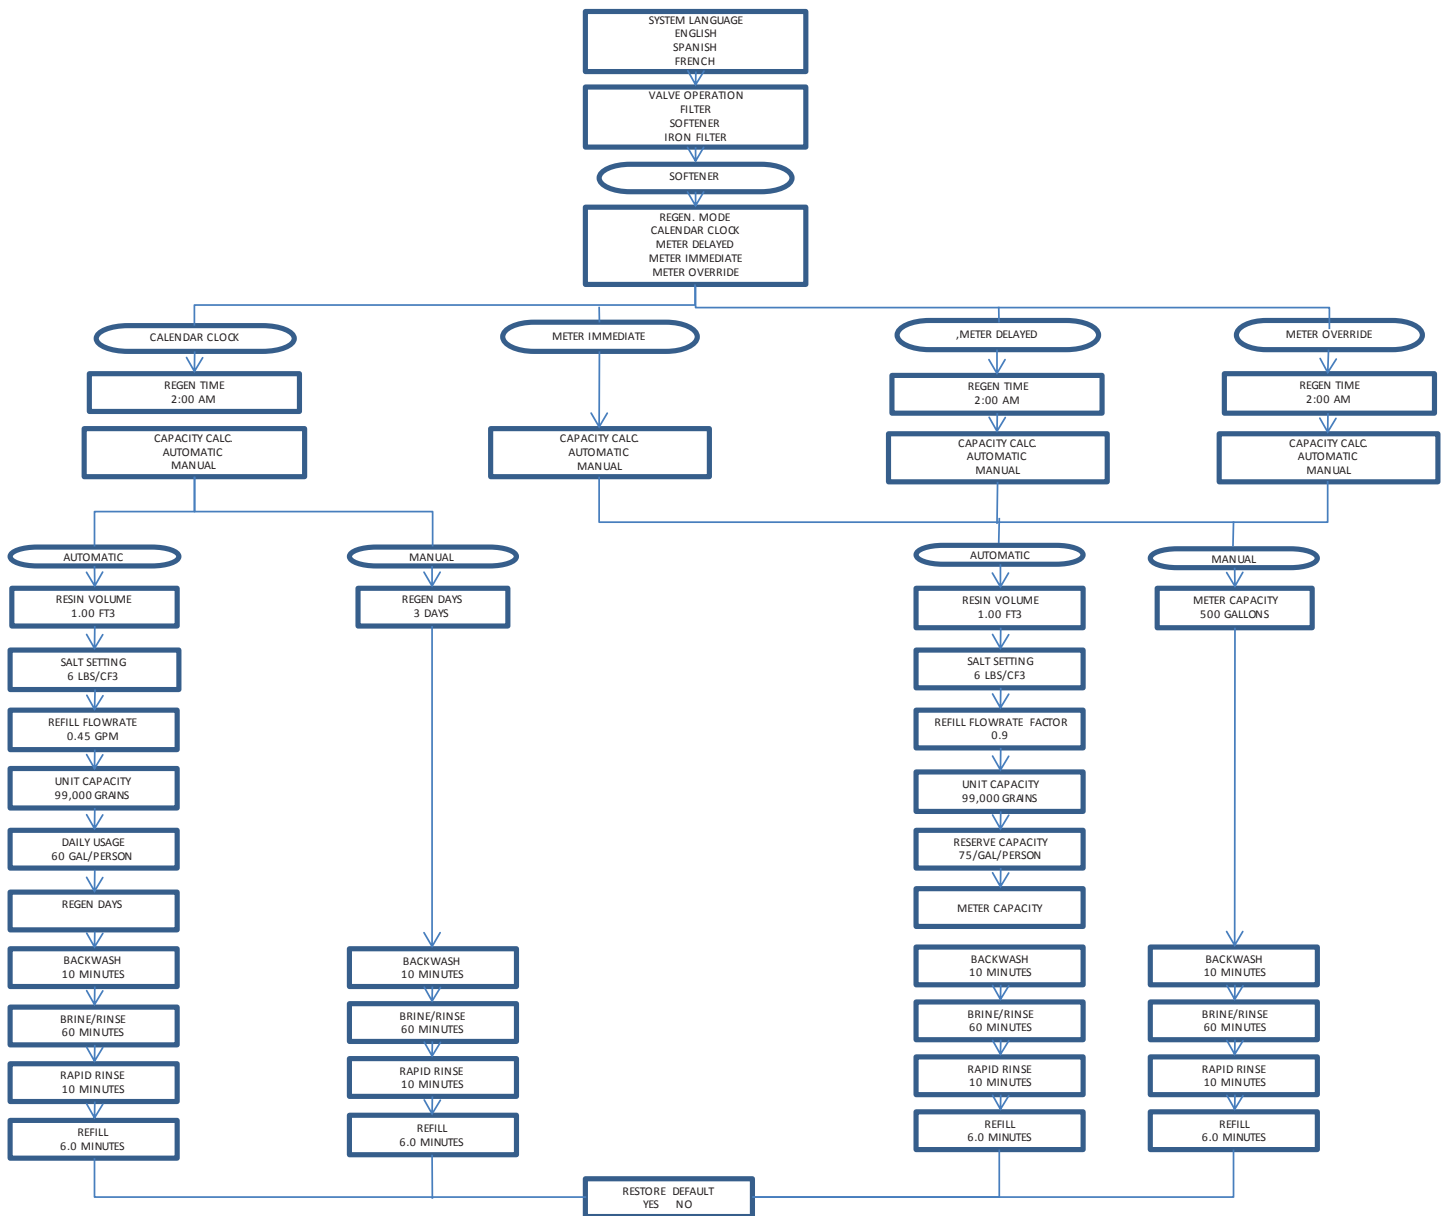 SYSTEM LANGUAGE
ENGLISH
SPANISH
FRENCH
VALVE OPERATION
FILTER
SOFTENER
IRON FILTER
SOFTENER
REGEN. MODE
CALENDAR CLOCK
METER DELAYED
METER IMMEDIATE
METER OVERRIDE
CALENDAR CLOCK
REGEN TIME
2:00 AM
CAPACITY CALC.
AUTOMATIC
MANUAL
METER IMMEDIATE
CAPACITY CALC.
AUTOMATIC
MANUAL
,METER DELAYED
REGEN TIME
2:00 AM
CAPACITY CALC.
AUTOMATIC
MANUAL
METER OVERRIDE
REGEN TIME
2:00 AM
CAPACITY CALC.
AUTOMATIC
MANUAL
AUTOMATIC
RESIN VOLUME
1.00 FT3
SALT SETTING
6 LBS/CF3
REFILL FLOWRATE
0.45 GPM
UNIT CAPACITY
99,000 GRAINS
DAILY USAGE
60 GAL/PERSON
REGEN DAYS
BACKWASH
10 MINUTES
BRINE/RINSE
60 MINUTES
RAPID RINSE
10 MINUTES
REFILL
6.0 MINUTES
MANUAL
REGEN DAYS
3 DAYS
BACKWASH
10 MINUTES
BRINE/RINSE
60 MINUTES
RAPID RINSE
10 MINUTES
REFILL
6.0 MINUTES
AUTOMATIC
RESIN VOLUME
1.00 FT3
SALT SETTING
6 LBS/CF3
REFILL FLOWRATE FACTOR
0.9
UNIT CAPACITY
99,000 GRAINS
RESERVE CAPACITY
75/GAL/PERSON
METER CAPACITY
BACKWASH
10 MINUTES
BRINE/RINSE
60 MINUTES
RAPID RINSE
10 MINUTES
REFILL
6.0 MINUTES
MANUAL
METER CAPACITY
500 GALLONS
BACKWASH
10 MINUTES
BRINE/RINSE
60 MINUTES
RAPID RINSE
10 MINUTES
REFILL
6.0 MINUTES
RESTORE DEFAULT
YES NO